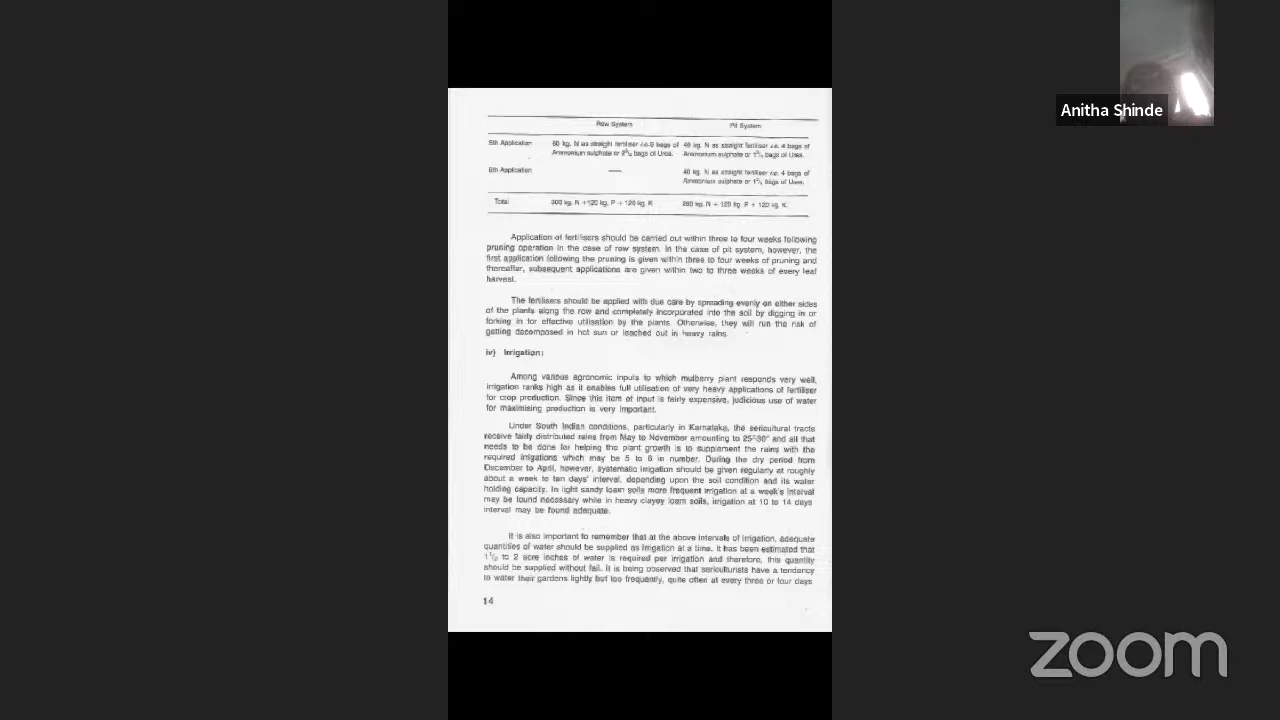 Anitha Shinde
Row System Pit System
5th Application 60 kg. N as straight fertiliser i.e. 6 bags of 40 kg. N as straight fertiliser i.e. 4 bags of
Ammonium sulphate or 2³/₄ bags of Urea. Ammonium sulphate or 1³/₄ bags of Urea.
6th Application — 40 kg. N as straight fertiliser i.e. 4 bags of
Ammonium sulphate or 1³/₄ bags of Urea.
Total 300 kg. N + 120 kg. P + 120 kg. K 280 kg. N + 120 kg. P + 120 kg. K
Application of fertilisers should be carried out within three to four weeks following
pruning operation in the case of row system. In the case of pit system, however, the
first application following the pruning is given within three to four weeks of pruning and
thereafter, subsequent applications are given within two to three weeks of every leaf
harvest.
The fertilisers should be applied with due care by spreading evenly on either sides
of the plants along the row and completely incorporated into the soil by digging in or
forking in for effective utilisation by the plants. Otherwise, they will run the risk of
getting decomposed in hot sun or leached out in heavy rains.
iv) Irrigation:
Among various agronomic inputs to which mulberry plant responds very well,
irrigation ranks high as it enables full utilisation of very heavy applications of fertiliser
for crop production. Since this item of input is fairly expensive, judicious use of water
for maximising production is very important.
Under South Indian conditions, particularly in Karnataka, the sericultural tracts
receive fairly distributed rains from May to November amounting to 25"-30" and all that
needs to be done for helping the plant growth is to supplement the rains with the
required irrigations which may be 5 to 6 in number. During the dry period from
December to April, however, systematic irrigation should be given regularly at roughly
about a week to ten days' interval, depending upon the soil condition and its water
holding capacity. In light sandy loam soils more frequent irrigation at a week's interval
may be found necessary while in heavy clayey loam soils, irrigation at 10 to 14 days
interval may be found adequate.
It is also important to remember that at the above intervals of irrigation, adequate
quantities of water should be supplied as irrigation at a time. It has been estimated that
1¹/₂ to 2 acre inches of water is required per irrigation and therefore, this quantity
should be supplied without fail. It is being observed that sericulturists have a tendency
to water their gardens lightly but too frequently, quite often at every three or four days
14
zoom